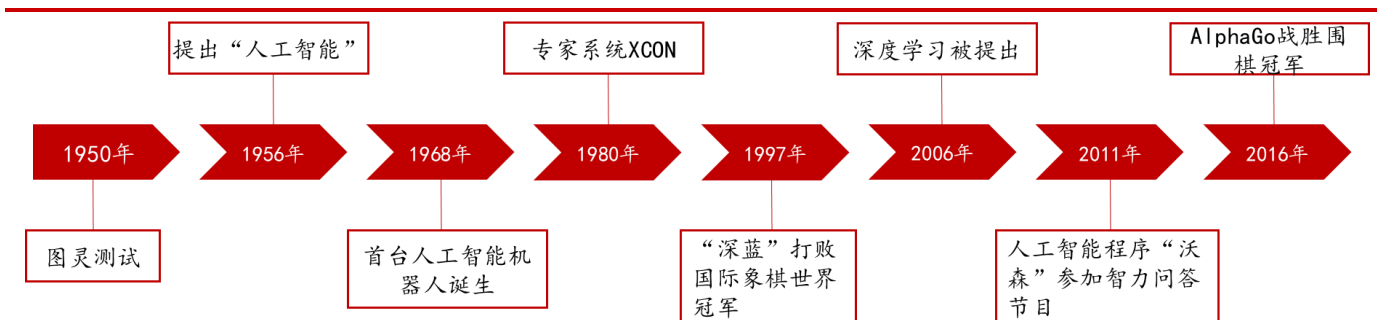 提出“人工智能”
专家系统XCON
深度学习被提出
AlphaGo战胜围
棋冠军
1950年
1956年
1968年
1980年
1997年
2006年
2011年
2016年
图灵测试
首台人工智能机
器人诞生
“深蓝”打败
国际象棋世界
冠军
人工智能程序“沃
森”参加智力问答
节目